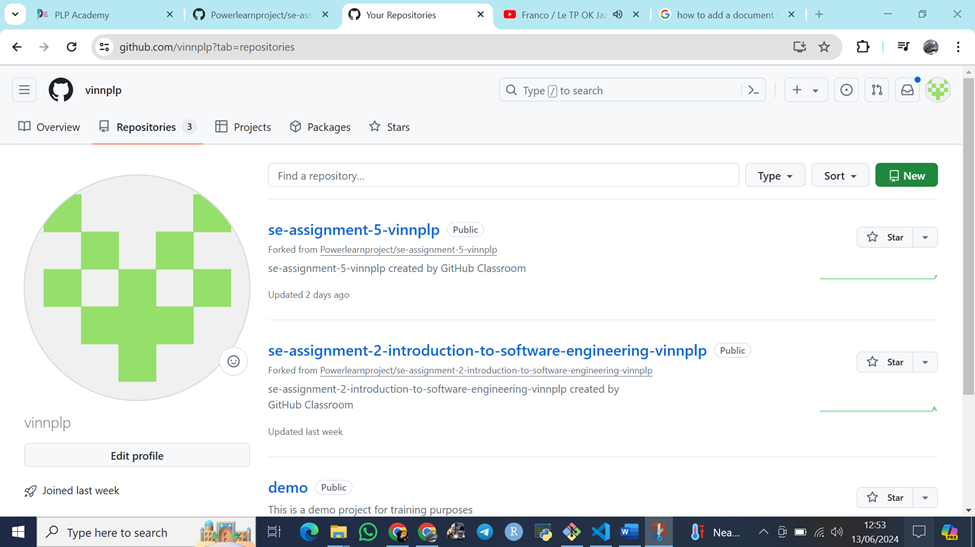 PLP Academy
Powerlearnproject/se-as
Your Repositories
Franco / Le TP OK Ja
how to add a document
github.com/vinnplp?tab=repositories
vinnplp
Type / to search
Overview
Repositories 3
Projects
Packages
Stars
Find a repository...
Type
Sort
New
se-assignment-5-vinnplp Public
Star
Forked from Powerlearnproject/se-assignment-5-vinnplp
se-assignment-5-vinnplp created by GitHub Classroom
Updated 2 days ago
se-assignment-2-introduction-to-software-engineering-vinnplp Public
Star
Forked from Powerlearnproject/se-assignment-2-introduction-to-software-engineering-vinnplp
se-assignment-2-introduction-to-software-engineering-vinnplp created by
GitHub Classroom
Updated last week
vinnplp
Edit profile
Joined last week
demo Public
Star
This is a demo project for training purposes
Type here to search
Nea...
12:53
13/06/2024